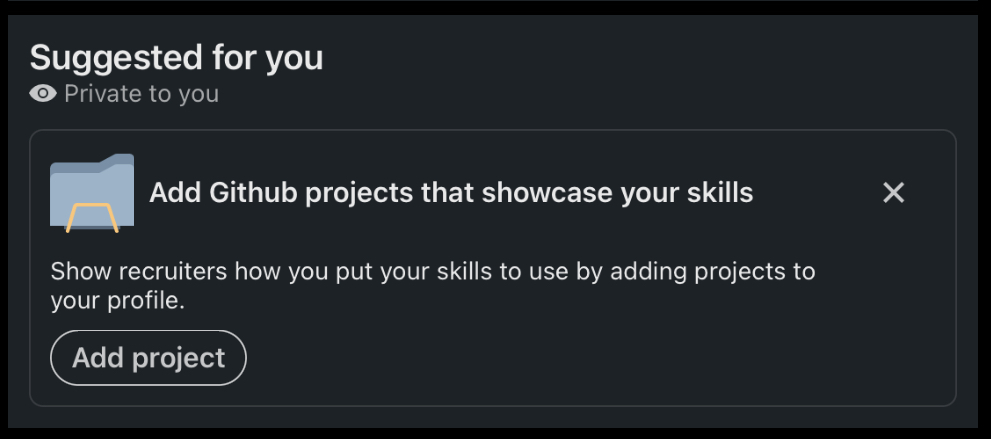 Suggested for you
Private to you
Add Github projects that showcase your skills
Show recruiters how you put your skills to use by adding projects to
your profile.
Add project